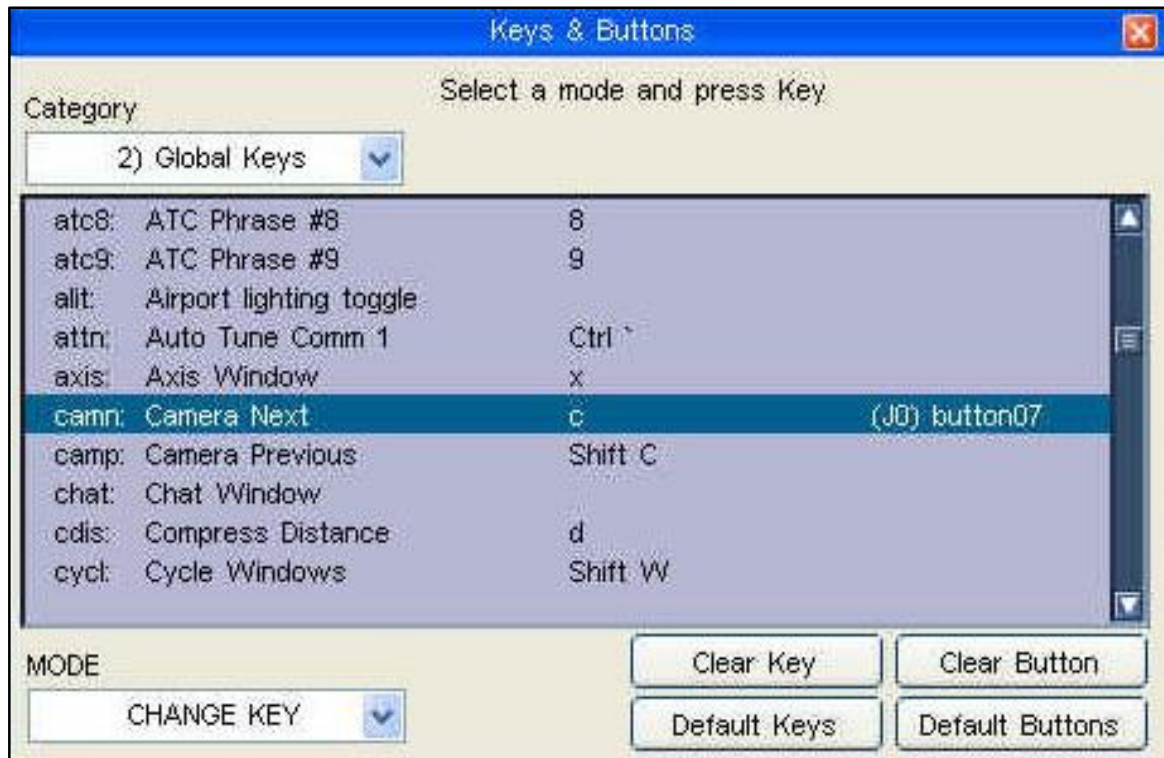 Keys & Buttons
Select a mode and press Key
Category
2) Global Keys
atc8: ATC Phrase #8 8
atc9: ATC Phrase #9 9
alit: Airport lighting toggle
attn: Auto Tune Comm 1 Ctrl `
axis: Axis Window x
camn: Camera Next c (J0) button07
camp: Camera Previous Shift C
chat: Chat Window
cdis: Compress Distance d
cycl: Cycle Windows Shift W
MODE
CHANGE KEY
Clear Key Clear Button
Default Keys Default Buttons